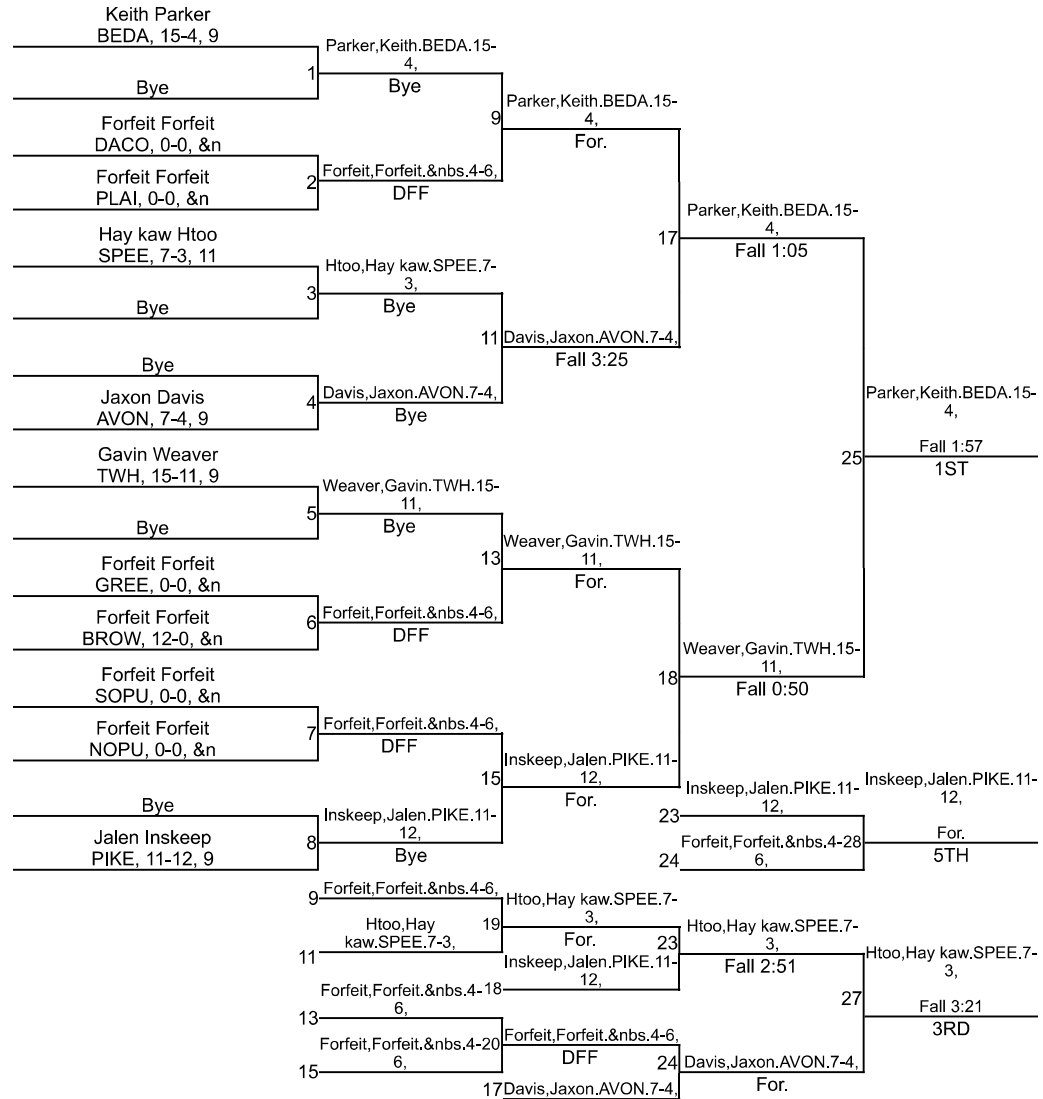 Keith Parker
BEDA, 15-4, 9
Bye
1
Parker,Keith.BEDA.15-
4,
Bye
Forfeit Forfeit
DACO, 0-0, &n
Forfeit Forfeit
PLAI, 0-0, &n
2
Forfeit,Forfeit.&nbs.4-6,
DFF
9
Parker,Keith.BEDA.15-
4,
For.
Hay kaw Htoo
SPEE, 7-3, 11
Bye
3
Htoo,Hay kaw.SPEE.7-
3,
Bye
Bye
Jaxon Davis
AVON, 7-4, 9
4
Davis,Jaxon.AVON.7-4,
Bye
11
Davis,Jaxon.AVON.7-4,
Fall 3:25
17
Parker,Keith.BEDA.15-
4,
Fall 1:05
Gavin Weaver
TWH, 15-11, 9
Bye
5
Weaver,Gavin.TWH.15-
11,
Bye
Forfeit Forfeit
GREE, 0-0, &n
Forfeit Forfeit
BROW, 12-0, &n
6
Forfeit,Forfeit.&nbs.4-6,
DFF
13
Weaver,Gavin.TWH.15-
11,
For.
Forfeit Forfeit
SOPU, 0-0, &n
Forfeit Forfeit
NOPU, 0-0, &n
7
Forfeit,Forfeit.&nbs.4-6,
DFF
Bye
Jalen Inskeep
PIKE, 11-12, 9
8
Inskeep,Jalen.PIKE.11-
12,
Bye
15
Inskeep,Jalen.PIKE.11-
12,
For.
18
Weaver,Gavin.TWH.15-
11,
Fall 0:50
25
Parker,Keith.BEDA.15-
4,
Fall 1:57
1ST
23
Inskeep,Jalen.PIKE.11-
12,
24
Forfeit,Forfeit.&nbs.4-28
6,
Inskeep,Jalen.PIKE.11-
12,
For.
5TH
9
Forfeit,Forfeit.&nbs.4-6,
11
Htoo,Hay
kaw.SPEE.7-3,
19
Htoo,Hay kaw.SPEE.7-
3,
For.
18
Inskeep,Jalen.PIKE.11-
12,
23
Htoo,Hay kaw.SPEE.7-
3,
Fall 2:51
13
Forfeit,Forfeit.&nbs.4-
6,
15
Forfeit,Forfeit.&nbs.4-20
6,
Forfeit,Forfeit.&nbs.4-6,
DFF
17
Davis,Jaxon.AVON.7-4,
24
Davis,Jaxon.AVON.7-4,
For.
27
Htoo,Hay kaw.SPEE.7-
3,
Fall 3:21
3RD